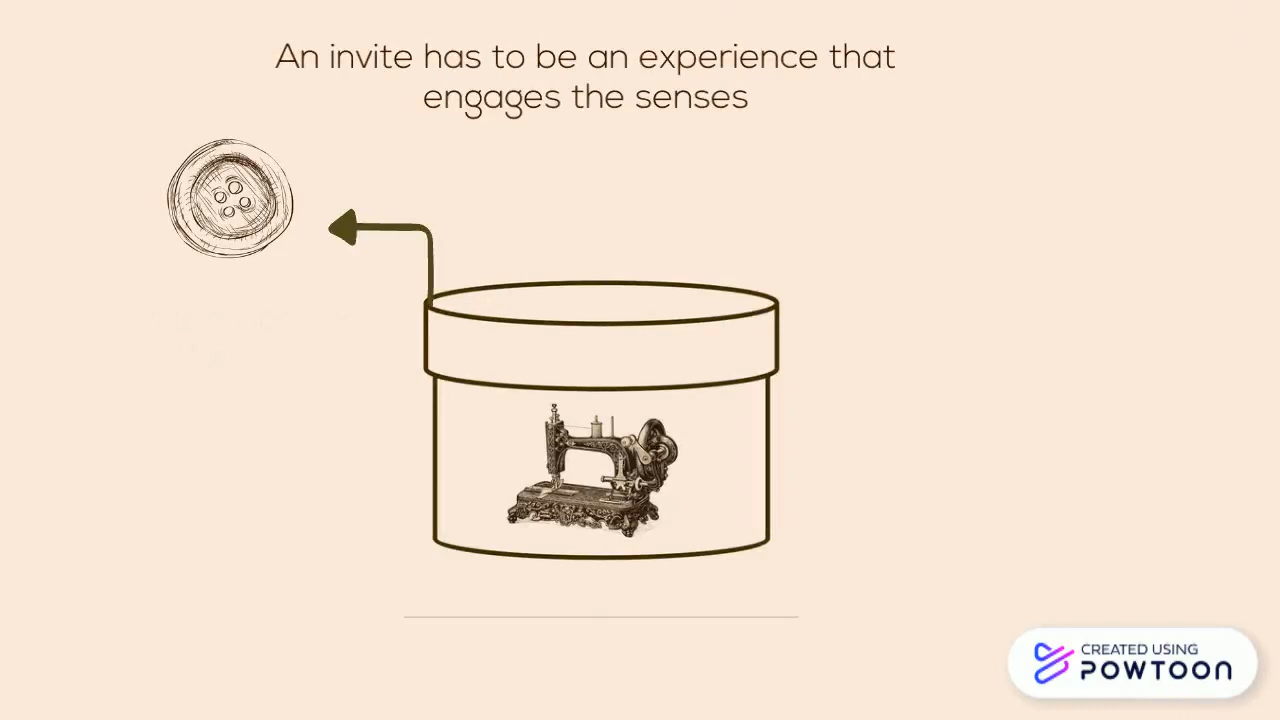 An invite has to be an experience that
engages the senses
CREATED USING
POWTOON